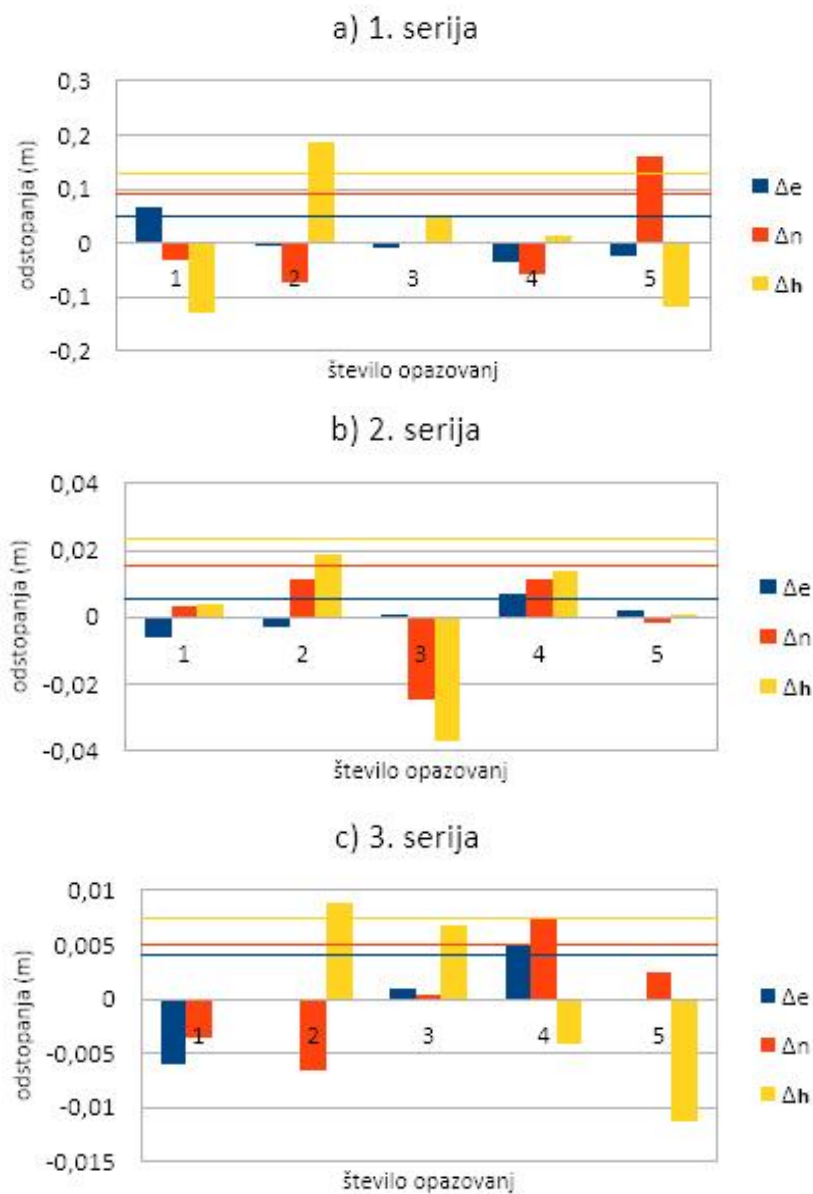 a) 1. serija
0,3
0,2
0,1
0
-0,1
-0,2
odstopanja (m)
1 2 3 4 5
število opazovanj
Δe
Δn
Δh
b) 2. serija
0,04
0,02
0
-0,02
-0,04
odstopanja (m)
1 2 3 4 5
število opazovanj
Δe
Δn
Δh
c) 3. serija
0,01
0,005
0
-0,005
-0,01
-0,015
odstopanja (m)
1 2 3 4 5
število opazovanj
Δe
Δn
Δh